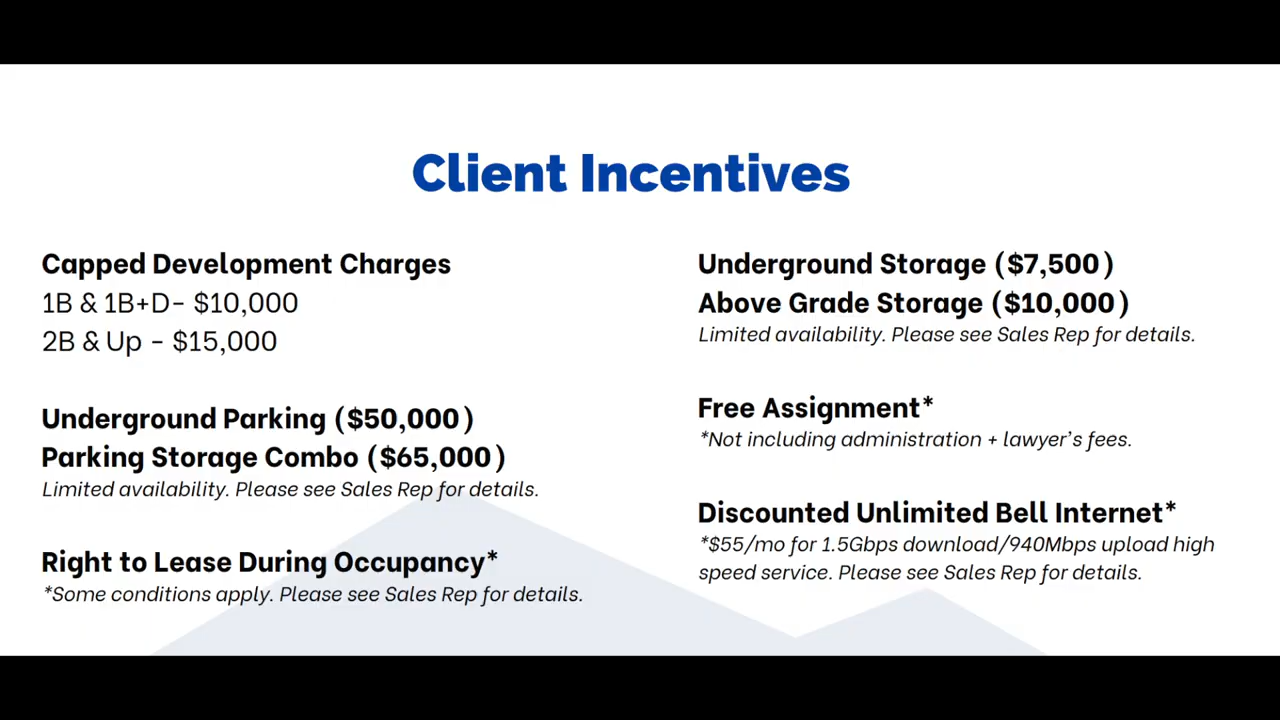 Client Incentives
Capped Development Charges
1B & 1B+D- $10,000
2B & Up - $15,000
Underground Parking ($50,000)
Parking Storage Combo ($65,000)
Limited availability. Please see Sales Rep for details.
Right to Lease During Occupancy*
*Some conditions apply. Please see Sales Rep for details.
Underground Storage ($7,500)
Above Grade Storage ($10,000)
Limited availability. Please see Sales Rep for details.
Free Assignment*
*Not including administration + lawyer's fees.
Discounted Unlimited Bell Internet*
*$55/mo for 1.5Gbps download/940Mbps upload high
speed service. Please see Sales Rep for details.